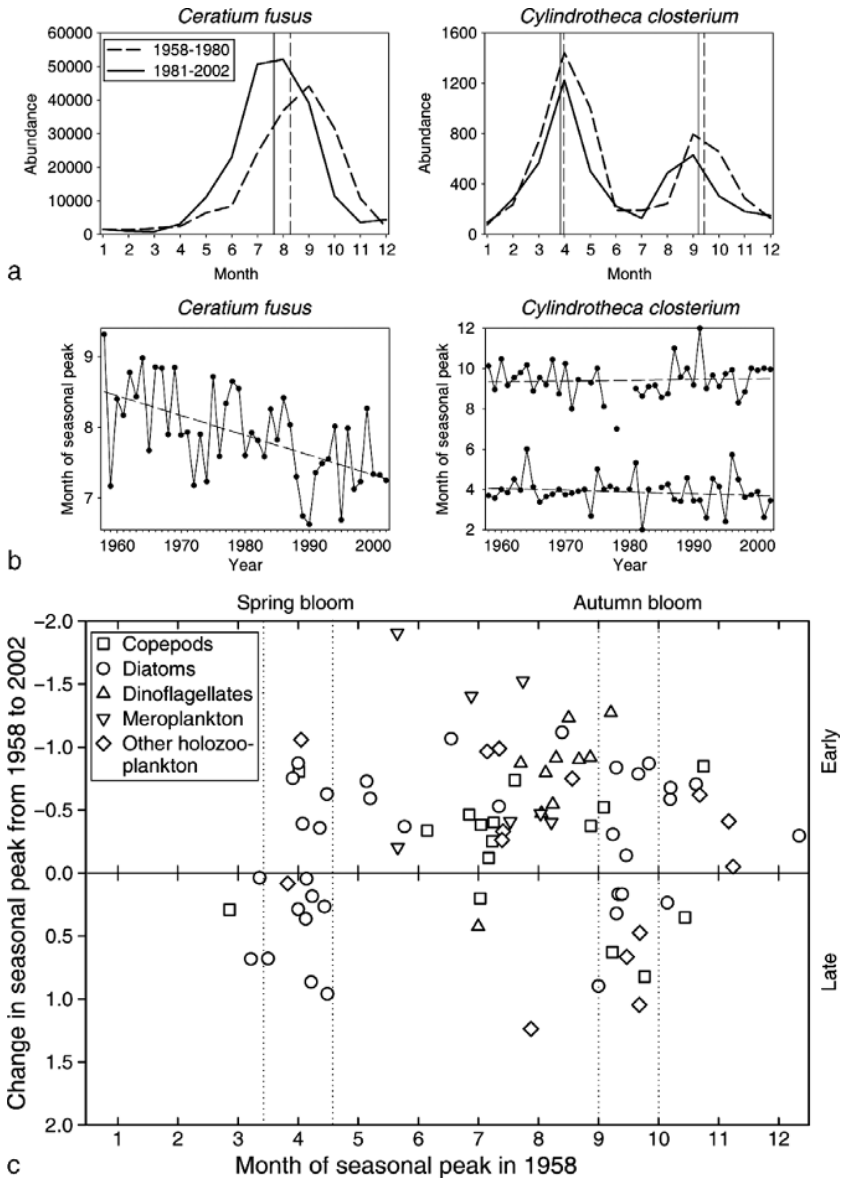 Ceratium fusus
Cylindrotheca closterium
60000
50000
40000
30000
20000
10000
0
Abundance
1958-1980
1981-2002
1 2 3 4 5 6 7 8 9 10 11 12
Month
1600
1200
800
400
0
Abundance
1 2 3 4 5 6 7 8 9 10 11 12
Month
a
Ceratium fusus
Cylindrotheca closterium
9
8
7
Month of seasonal peak
1960 1970 1980 1990 2000
Year
12
10
8
6
4
2
Month of seasonal peak
1960 1970 1980 1990 2000
Year
b
Spring bloom
Autumn bloom
-2.0
-1.5
-1.0
-0.5
0.0
0.5
1.0
1.5
2.0
Change in seasonal peak from 1958 to 2002
Copepods
Diatoms
Dinoflagellates
Meroplankton
Other holozoo-
plankton
Early
Late
1 2 3 4 5 6 7 8 9 10 11 12
Month of seasonal peak in 1958
c